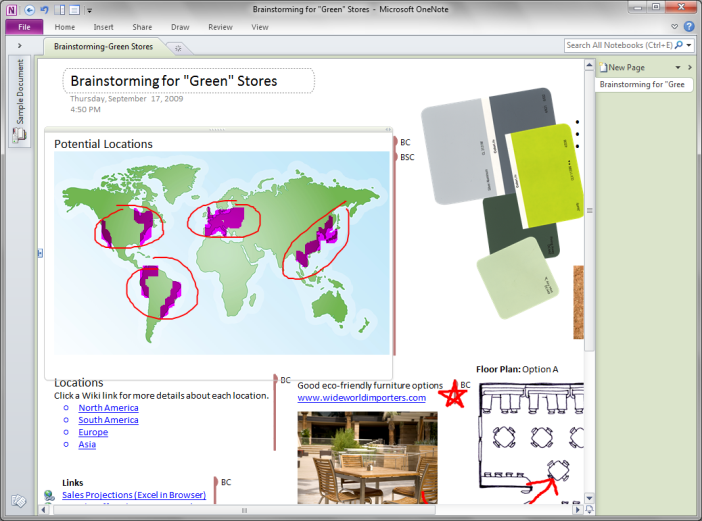 Brainstorming for "Green" Stores - Microsoft OneNote
File Home Insert Share Draw Review View
Brainstorming-Green Stores
Search All Notebooks (Ctrl+E)
Sample Document
New Page
Brainstorming for "Gree
Brainstorming for "Green" Stores
Thursday, September 17, 2009
4:50 PM
Potential Locations
BC
BSC
Locations
BC
Click a Wiki link for more details about each location.
North America
South America
Europe
Asia
Good eco-friendly furniture options
BC
www.wideworldimporters.com
Floor Plan: Option A
Links
BC
Sales Projections (Excel in Browser)